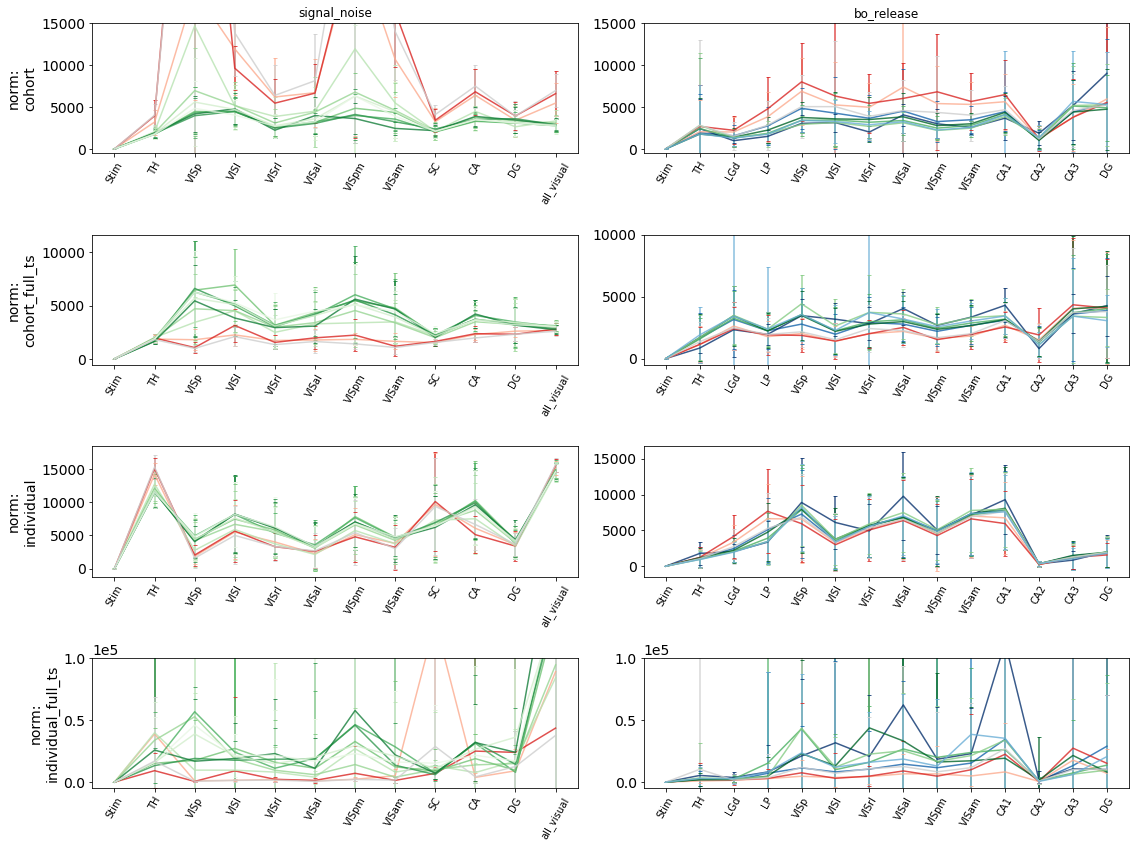 signal_noise
bo_release
norm:
cohort
15000
10000
5000
0
Stim
TH
VISp
VISl
VISrl
VISal
VISpm
VISam
SC
CA
DG
all_visual
15000
10000
5000
0
Stim
TH
LGd
LP
VISp
VISl
VISrl
VISal
VISpm
VISam
CA1
CA2
CA3
DG
norm:
cohort_full_ts
10000
5000
0
Stim
TH
VISp
VISl
VISrl
VISal
VISpm
VISam
SC
CA
DG
all_visual
10000
5000
0
Stim
TH
LGd
LP
VISp
VISl
VISrl
VISal
VISpm
VISam
CA1
CA2
CA3
DG
norm:
individual
15000
10000
5000
0
Stim
TH
VISp
VISl
VISrl
VISal
VISpm
VISam
SC
CA
DG
all_visual
15000
10000
5000
0
Stim
TH
LGd
LP
VISp
VISl
VISrl
VISal
VISpm
VISam
CA1
CA2
CA3
DG
norm:
individual_full_ts
1e5
1.0
0.5
0.0
Stim
TH
VISp
VISl
VISrl
VISal
VISpm
VISam
SC
CA
DG
all_visual
1e5
1.0
0.5
0.0
Stim
TH
LGd
LP
VISp
VISl
VISrl
VISal
VISpm
VISam
CA1
CA2
CA3
DG